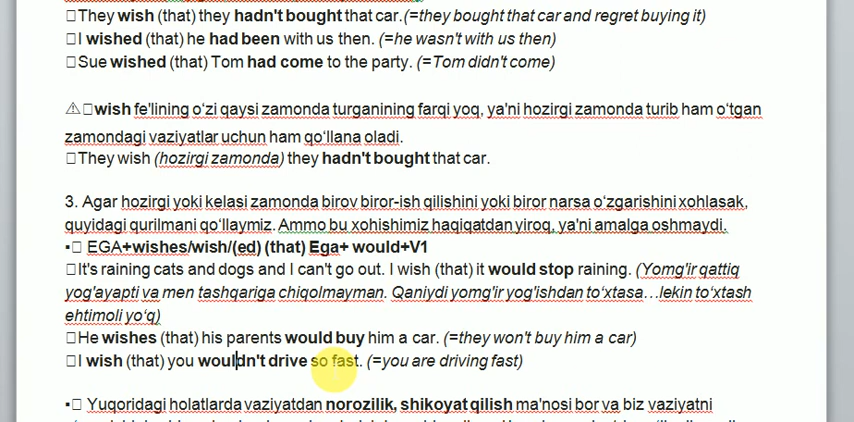 They wish (that) they hadn't bought that car.(=they bought that car and regret buying it)
I wished (that) he had been with us then. (=he wasn't with us then)
Sue wished (that) Tom had come to the party. (=Tom didn't come)
⚠wish fe'lining o'zi qaysi zamonda turganining farqi yoq, ya'ni hozirgi zamonda turib ham o'tgan
zamondagi vaziyatlar uchun ham qo'llana oladi.
They wish (hozirgi zamonda) they hadn't bought that car.
3. Agar hozirgi yoki kelasi zamonda birov biror-ish qilishini yoki biror narsa o'zgarishini xohlasak,
quyidagi qurilmani qo'llaymiz. Ammo bu xohishimiz haqiqatdan yiroq, ya'ni amalga oshmaydi.
▪ EGA+wishes/wish/(ed) (that) Ega+ would+V1
It's raining cats and dogs and I can't go out. I wish (that) it would stop raining. (Yomg'ir qattiq
yog'ayapti va men tashqariga chiqolmayman. Qaniydi yomg'ir yog'ishdan to'xtasa…lekin to'xtash
ehtimoli yo'q)
He wishes (that) his parents would buy him a car. (=they won't buy him a car)
I wish (that) you wouldn't drive so fast. (=you are driving fast)
▪ Yuqoridagi holatlarda vaziyatdan norozilik, shikoyat qilish ma'nosi bor va biz vaziyatni